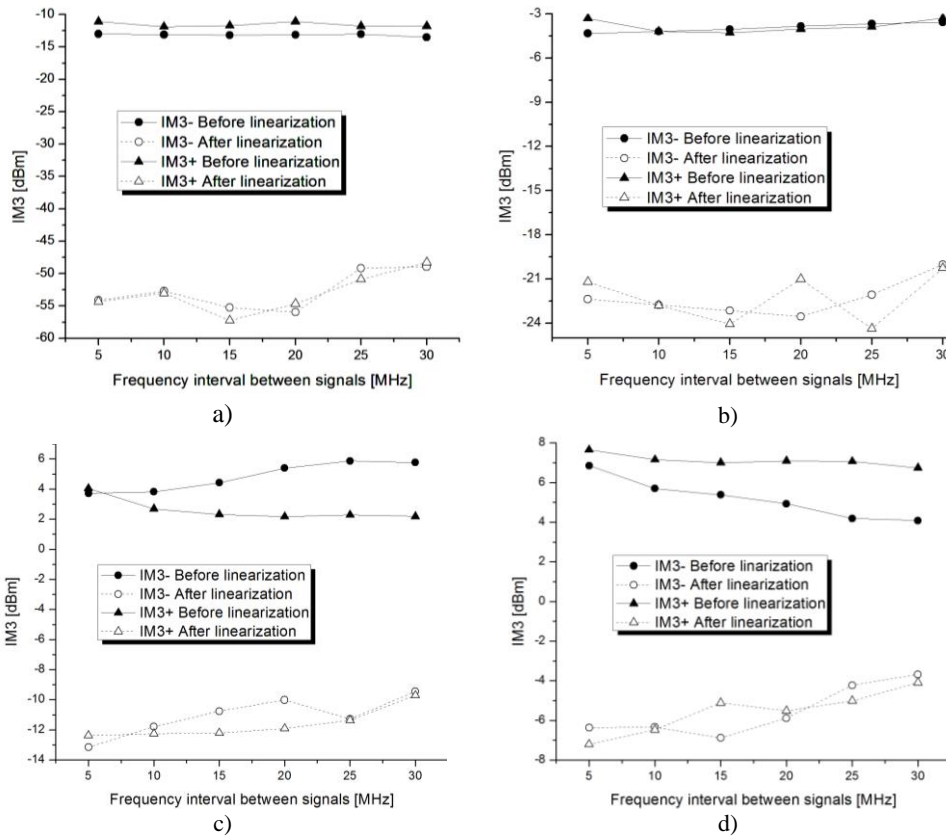 -10
-15
-20
-25
-30
-35
-40
-45
-50
-55
-60
IM3 [dBm]
IM3- Before linearization
IM3- After linearization
IM3+ Before linearization
IM3+ After linearization
5 10 15 20 25 30
Frequency interval between signals [MHz]
a)
-3
-6
-9
-12
-15
-18
-21
-24
IM3 [dBm]
IM3- Before linearization
IM3- After linearization
IM3+ Before linearization
IM3+ After linearization
5 10 15 20 25 30
Frequency interval between signals [MHz]
b)
6
4
2
0
-2
-4
-6
-8
-10
-12
-14
IM3 [dBm]
IM3- Before linearization
IM3- After linearization
IM3+ Before linearization
IM3+ After linearization
5 10 15 20 25 30
Frequency interval between signals [MHz]
c)
8
6
4
2
0
-2
-4
-6
-8
IM3 [dBm]
IM3- Before linearization
IM3- After linearization
IM3+ Before linearization
IM3+ After linearization
5 10 15 20 25 30
Frequency interval between signals [MHz]
d)